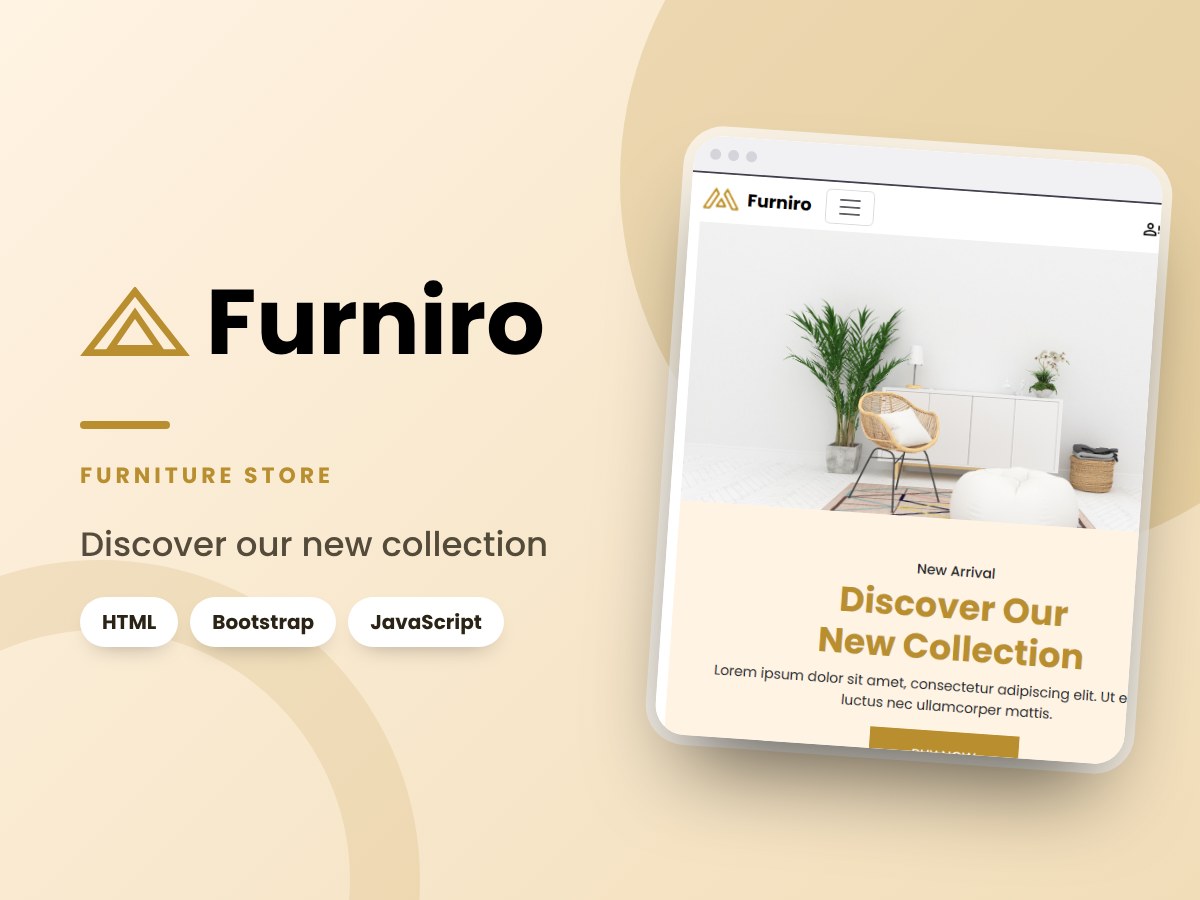 Furniro
FURNITURE STORE
Discover our new collection
HTML
Bootstrap
JavaScript
Furniro
New Arrival
Discover Our
New Collection
Lorem ipsum dolor sit amet, consectetur adipiscing elit. Ut e
luctus nec ullamcorper mattis.